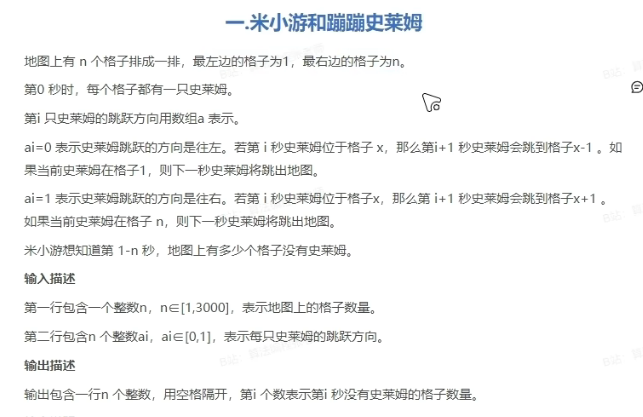 一.米小游和蹦蹦史莱姆
地图上有 n 个格子排成一排，最左边的格子为1，最右边的格子为n。
第0 秒时，每个格子都有一只史莱姆。
第i 只史莱姆的跳跃方向用数组a 表示。
ai=0 表示史莱姆跳跃的方向是往左。若第 i 秒史莱姆位于格子 x，那么第i+1 秒史莱姆会跳到格子x-1 。如
果当前史莱姆在格子1，则下一秒史莱姆将跳出地图。
ai=1 表示史莱姆跳跃的方向是往右。若第 i 秒史莱姆位于格子x，那么第 i+1 秒史莱姆会跳到格子x+1 。
如果当前史莱姆在格子 n，则下一秒史莱姆将跳出地图。
米小游想知道第 1-n 秒，地图上有多少个格子没有史莱姆。
输入描述
第一行包含一个整数n，n∈[1,3000]，表示地图上的格子数量。
第二行包含n 个整数ai，ai∈[0,1]，表示每只史莱姆的跳跃方向。
输出描述
输出包含一行n 个整数，用空格隔开，第i 个数表示第i 秒没有史莱姆的格子数量。